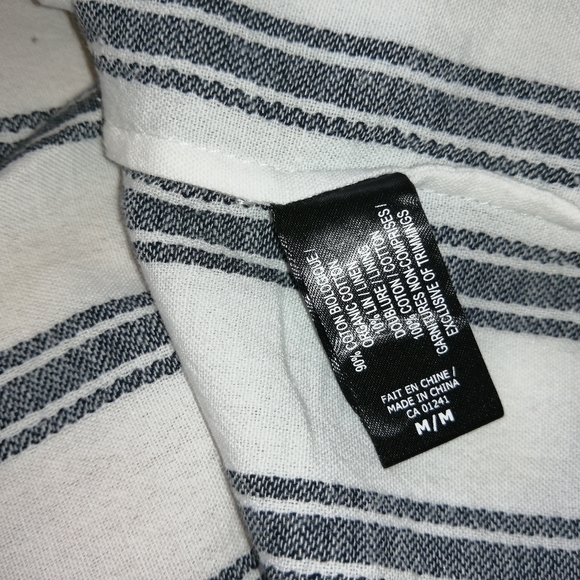 90% COTON BIOLOGIQUE /
ORGANIC COTTON
10% LIN / LINEN
DOUBLURE / LINING
100% COTON / COTTON
GARNITURES NON-COMPRISES /
EXCLUSIVE OF TRIMMINGS
FAIT EN CHINE /
MADE IN CHINA
CA 01241
M/M